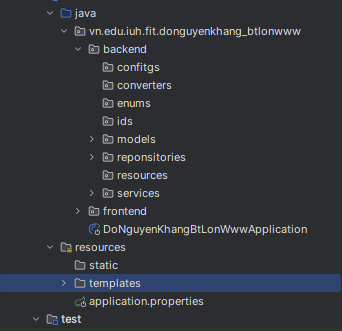 java
vn.edu.iuh.fit.donguyenkhang_btlonwww
backend
confitgs
converters
enums
ids
models
reponsitories
resources
services
frontend
DoNguyenKhangBtLonWwwApplication
resources
static
templates
application.properties
test